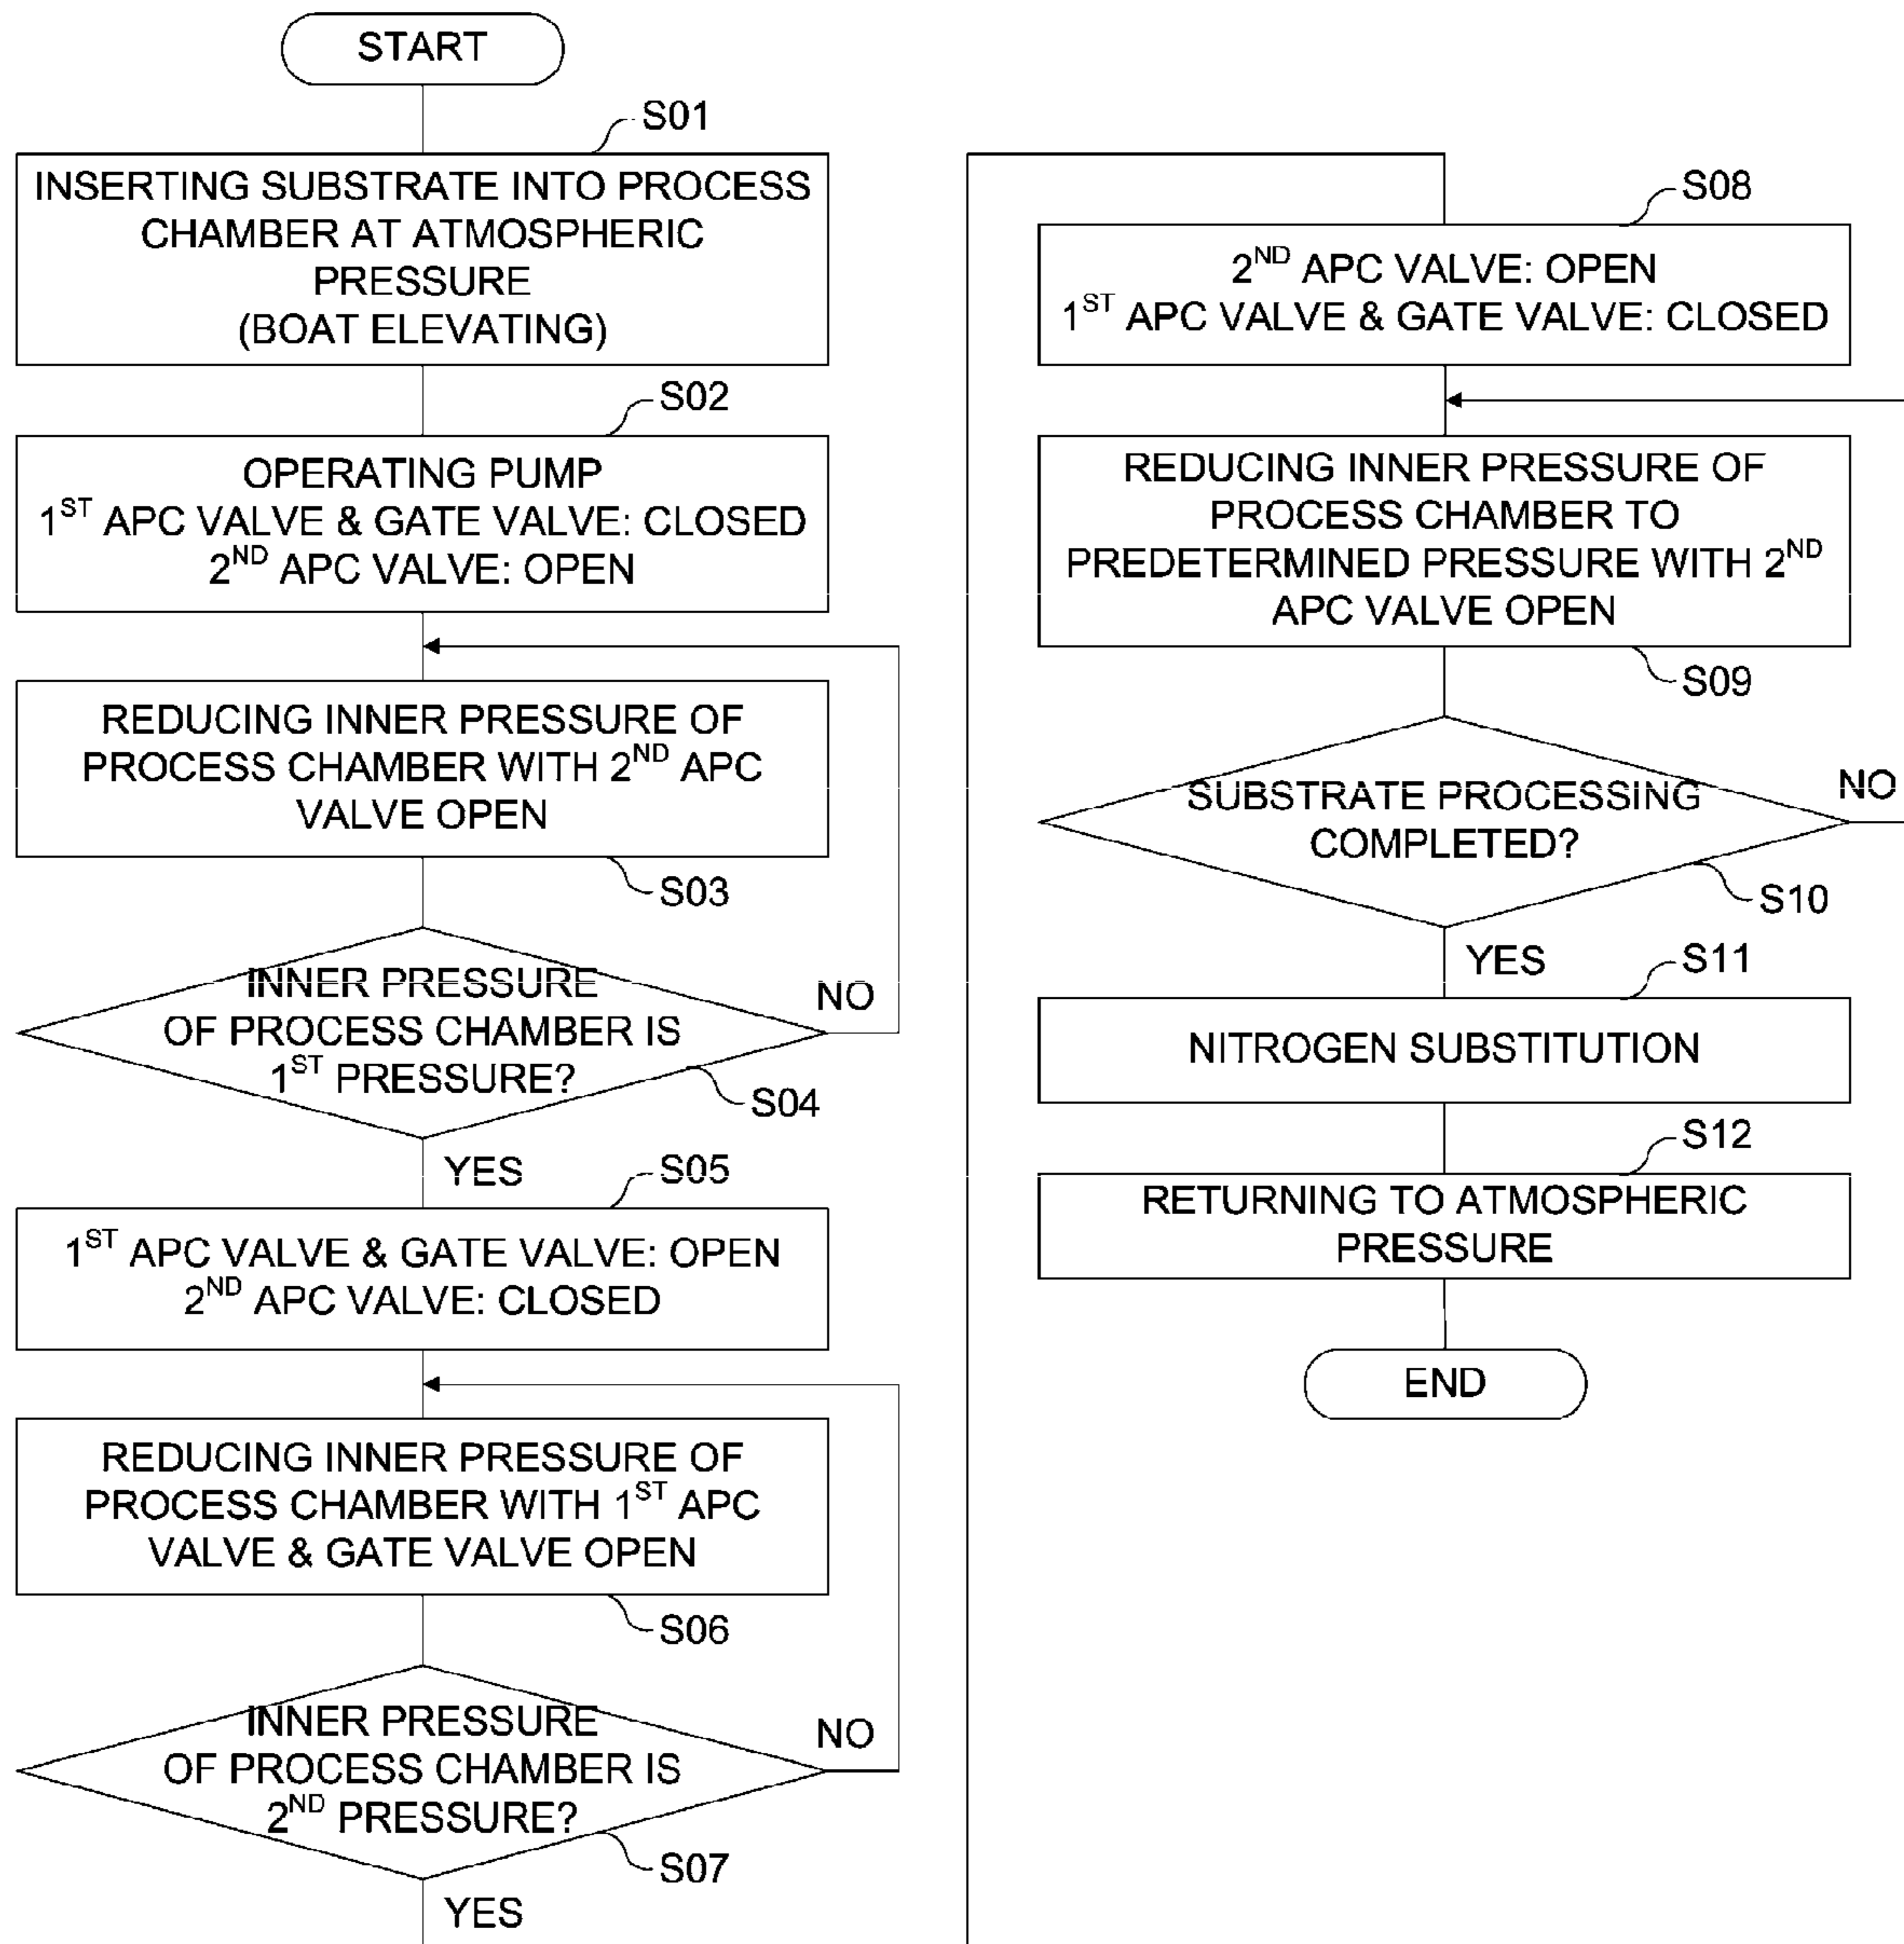 START
S01
INSERTING SUBSTRATE INTO PROCESS
CHAMBER AT ATMOSPHERIC
PRESSURE
(BOAT ELEVATING)
S02
OPERATING PUMP
1ST APC VALVE & GATE VALVE: CLOSED
2ND APC VALVE: OPEN
REDUCING INNER PRESSURE OF
PROCESS CHAMBER WITH 2ND APC
VALVE OPEN
S03
INNER PRESSURE
OF PROCESS CHAMBER IS
1ST PRESSURE?
NO
S04
YES
S05
1ST APC VALVE & GATE VALVE: OPEN
2ND APC VALVE: CLOSED
REDUCING INNER PRESSURE OF
PROCESS CHAMBER WITH 1ST APC
VALVE & GATE VALVE OPEN
S06
INNER PRESSURE
OF PROCESS CHAMBER IS
2ND PRESSURE?
NO
S07
YES
S08
2ND APC VALVE: OPEN
1ST APC VALVE & GATE VALVE: CLOSED
REDUCING INNER PRESSURE OF
PROCESS CHAMBER TO
PREDETERMINED PRESSURE WITH 2ND
APC VALVE OPEN
S09
SUBSTRATE PROCESSING
COMPLETED?
NO
S10
YES
S11
NITROGEN SUBSTITUTION
S12
RETURNING TO ATMOSPHERIC
PRESSURE
END